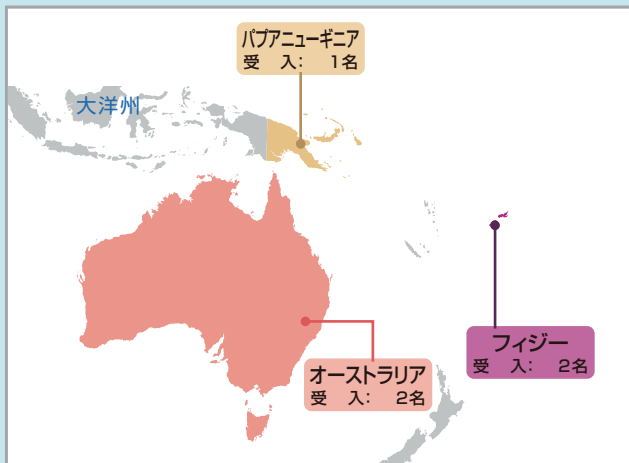 パプアニューギニア
受 入: 1名
大洋州
フィジー
受 入: 2名
オーストラリア
受 入: 2名